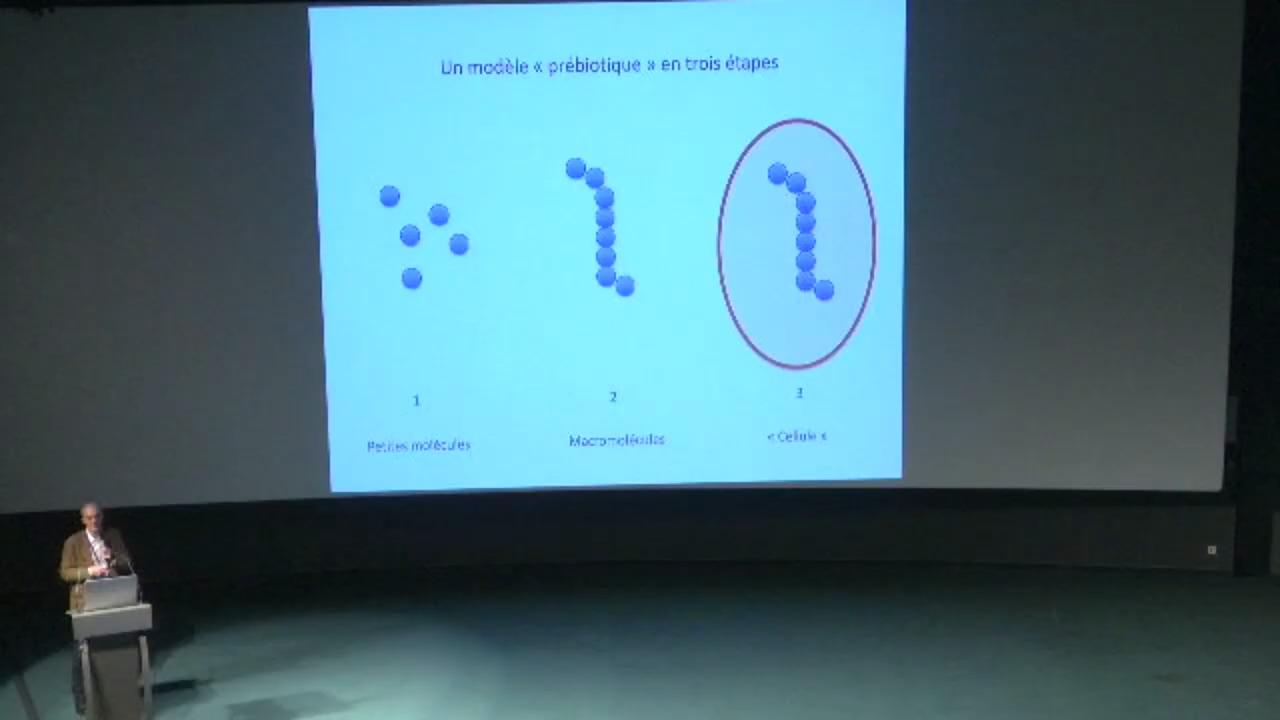 Un modèle « prébiotique » en trois étapes
1 2 3
Petites molécules Macromolécules « Cellule »